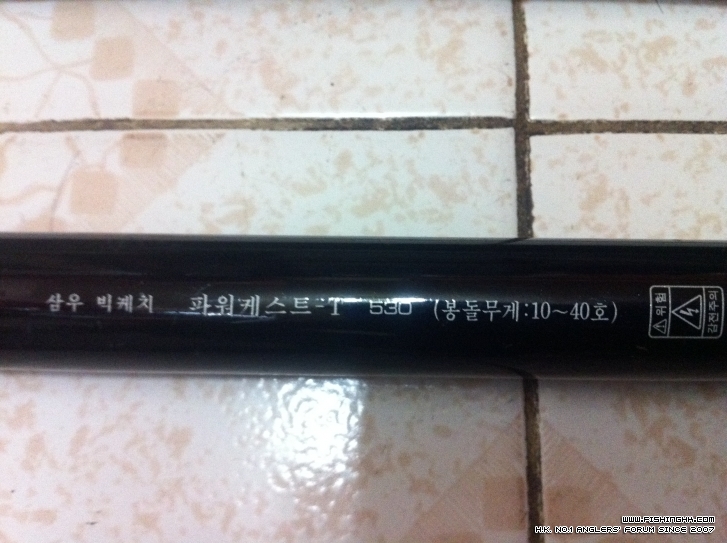 삼우 빅케치 파워케스트-T 530 (봉돌무게:10~40호)
위험
감전주의
WWW.FISHINGHK.COM
H.K. NO.1 ANGLERS' FORUM SINCE 2007